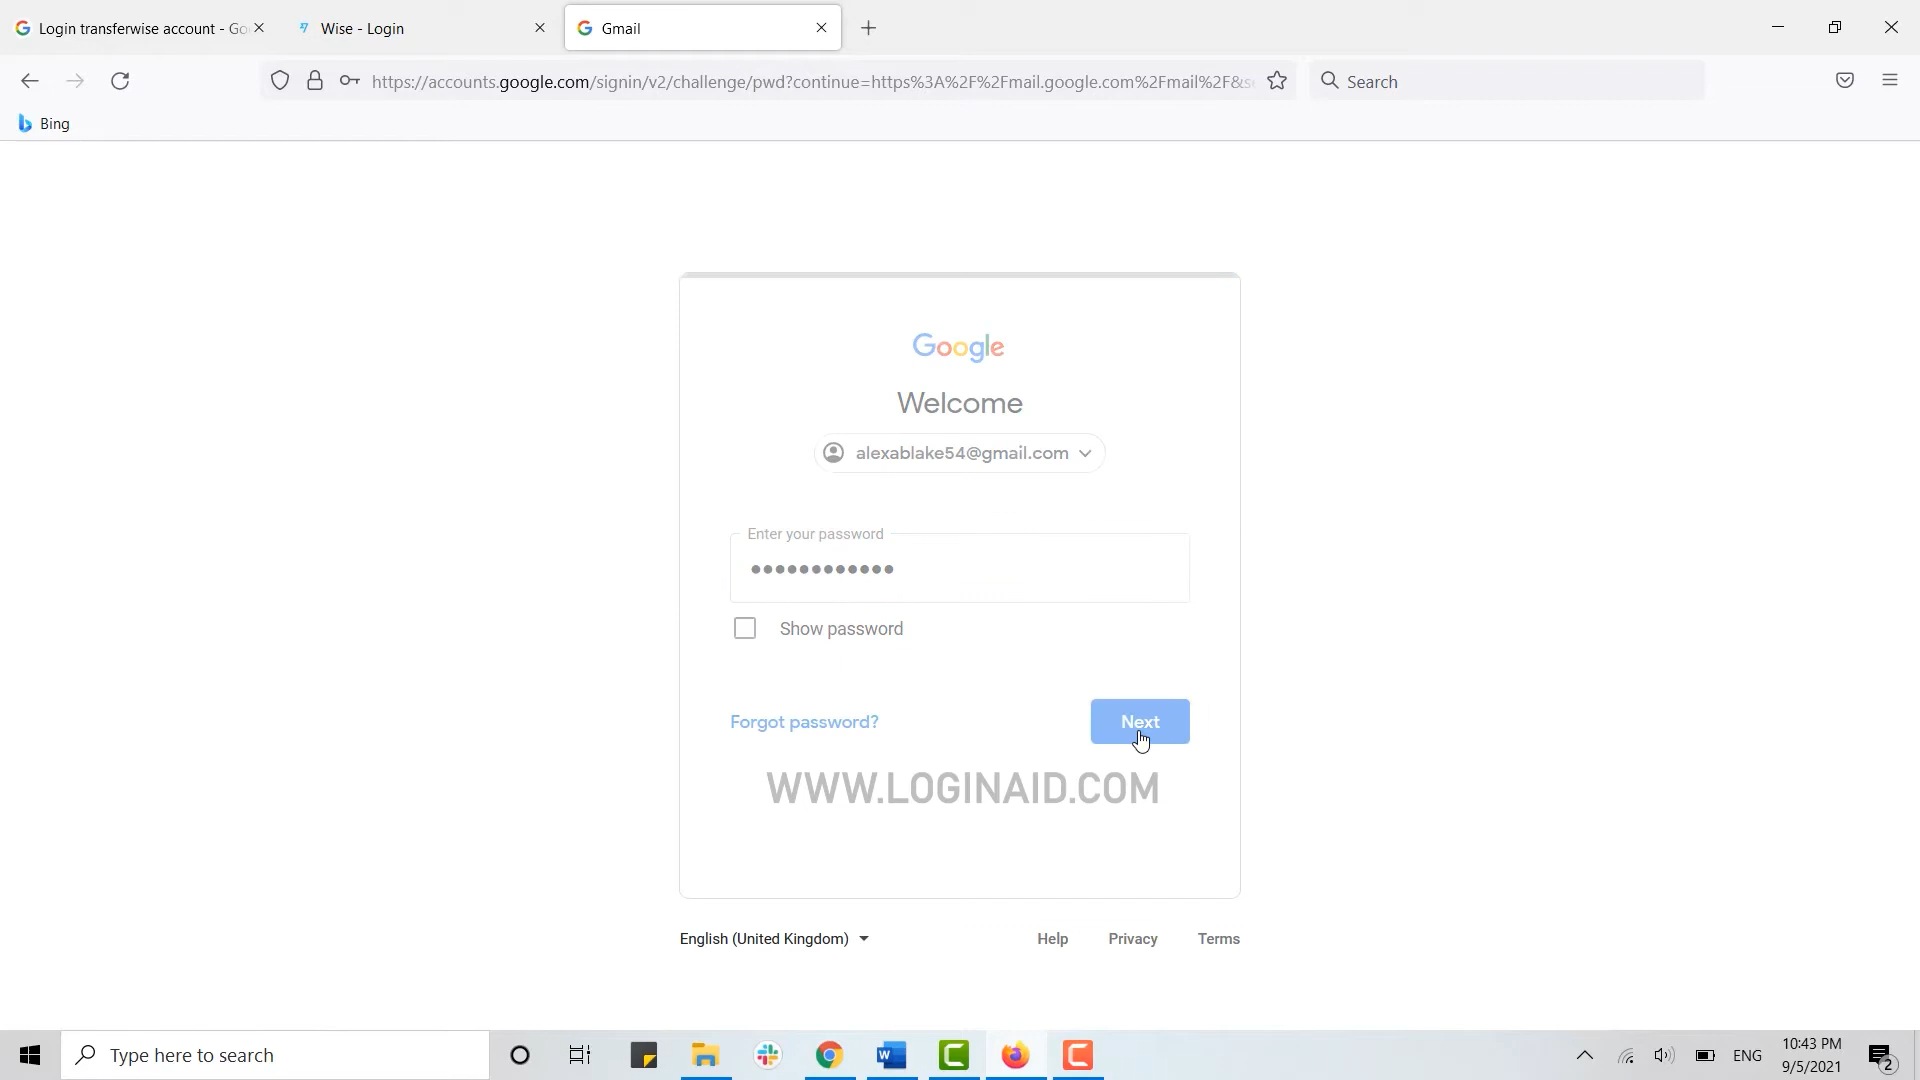 Login transferwise account - Go
Wise - Login
Gmail
https://accounts.google.com/signin/v2/challenge/pwd?continue=https%3A%2F%2Fmail.google.com%2Fmail%2F&s
Search
Bing
Google
Welcome
alexablake54@gmail.com
Enter your password
Show password
Forgot password?
Next
WWW.LOGINAID.COM
English (United Kingdom)
Help
Privacy
Terms
Type here to search
ENG
10:43 PM
9/5/2021
2